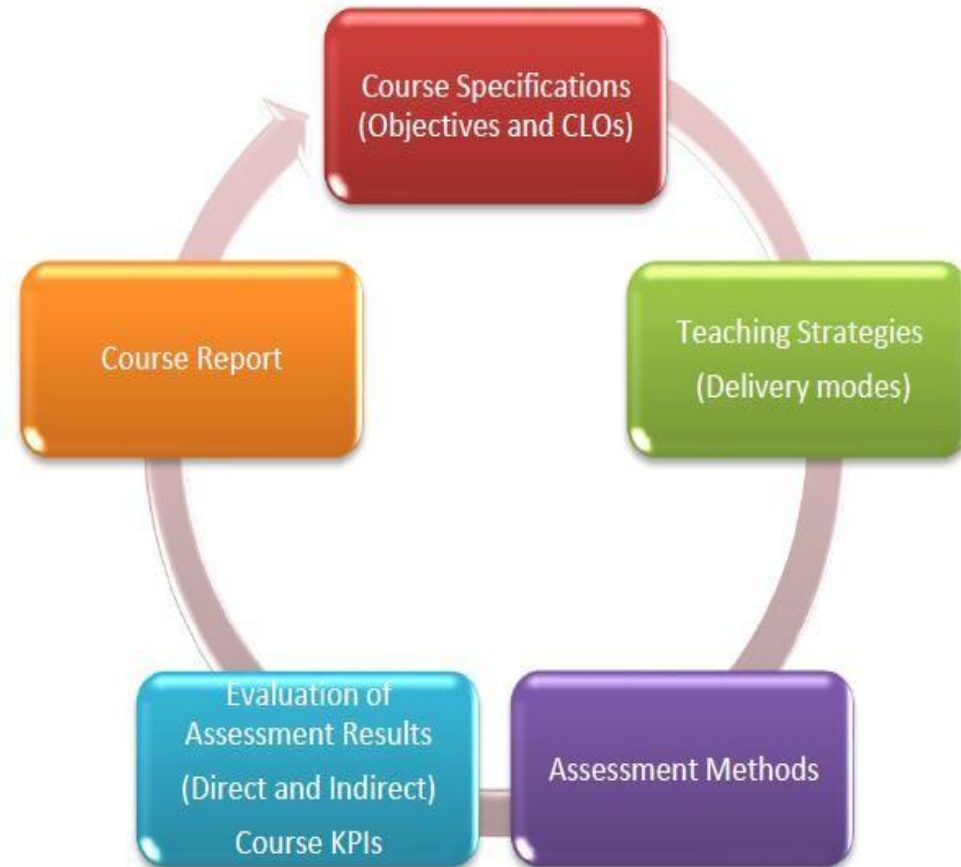 Course Specifications
(Objectives and CLOs)
Teaching Strategies
(Delivery modes)
Assessment Methods
Evaluation of
Assessment Results
(Direct and Indirect)
Course KPIs
Course Report